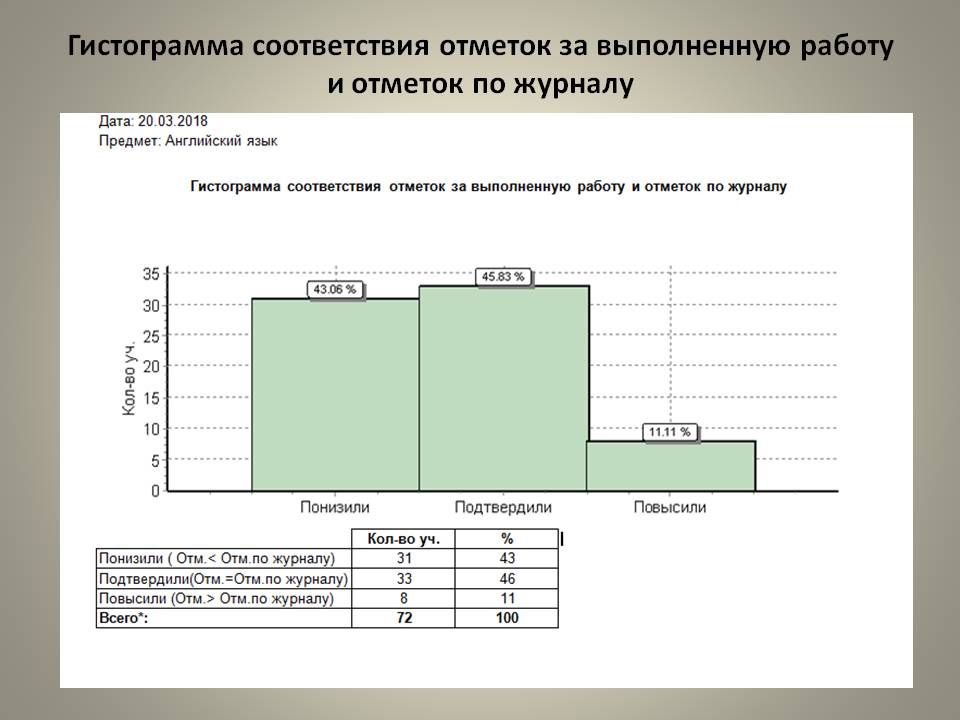 Гистограмма соответствия отметок за выполненную работу
и отметок по журналу
Дата: 20.03.2018
Предмет: Английский язык
Гистограмма соответствия отметок за выполненную работу и отметок по журналу
Кол-во уч.
35
30
25
20
15
10
5
0
43.06 %
45.83 %
11.11 %
Понизили Подтвердили Повысили
Кол-во уч. %
Понизили ( Отм.< Отм.по журналу) 31 43
Подтвердили(Отм.=Отм.по журналу) 33 46
Повысили (Отм.> Отм.по журналу) 8 11
Всего*: 72 100